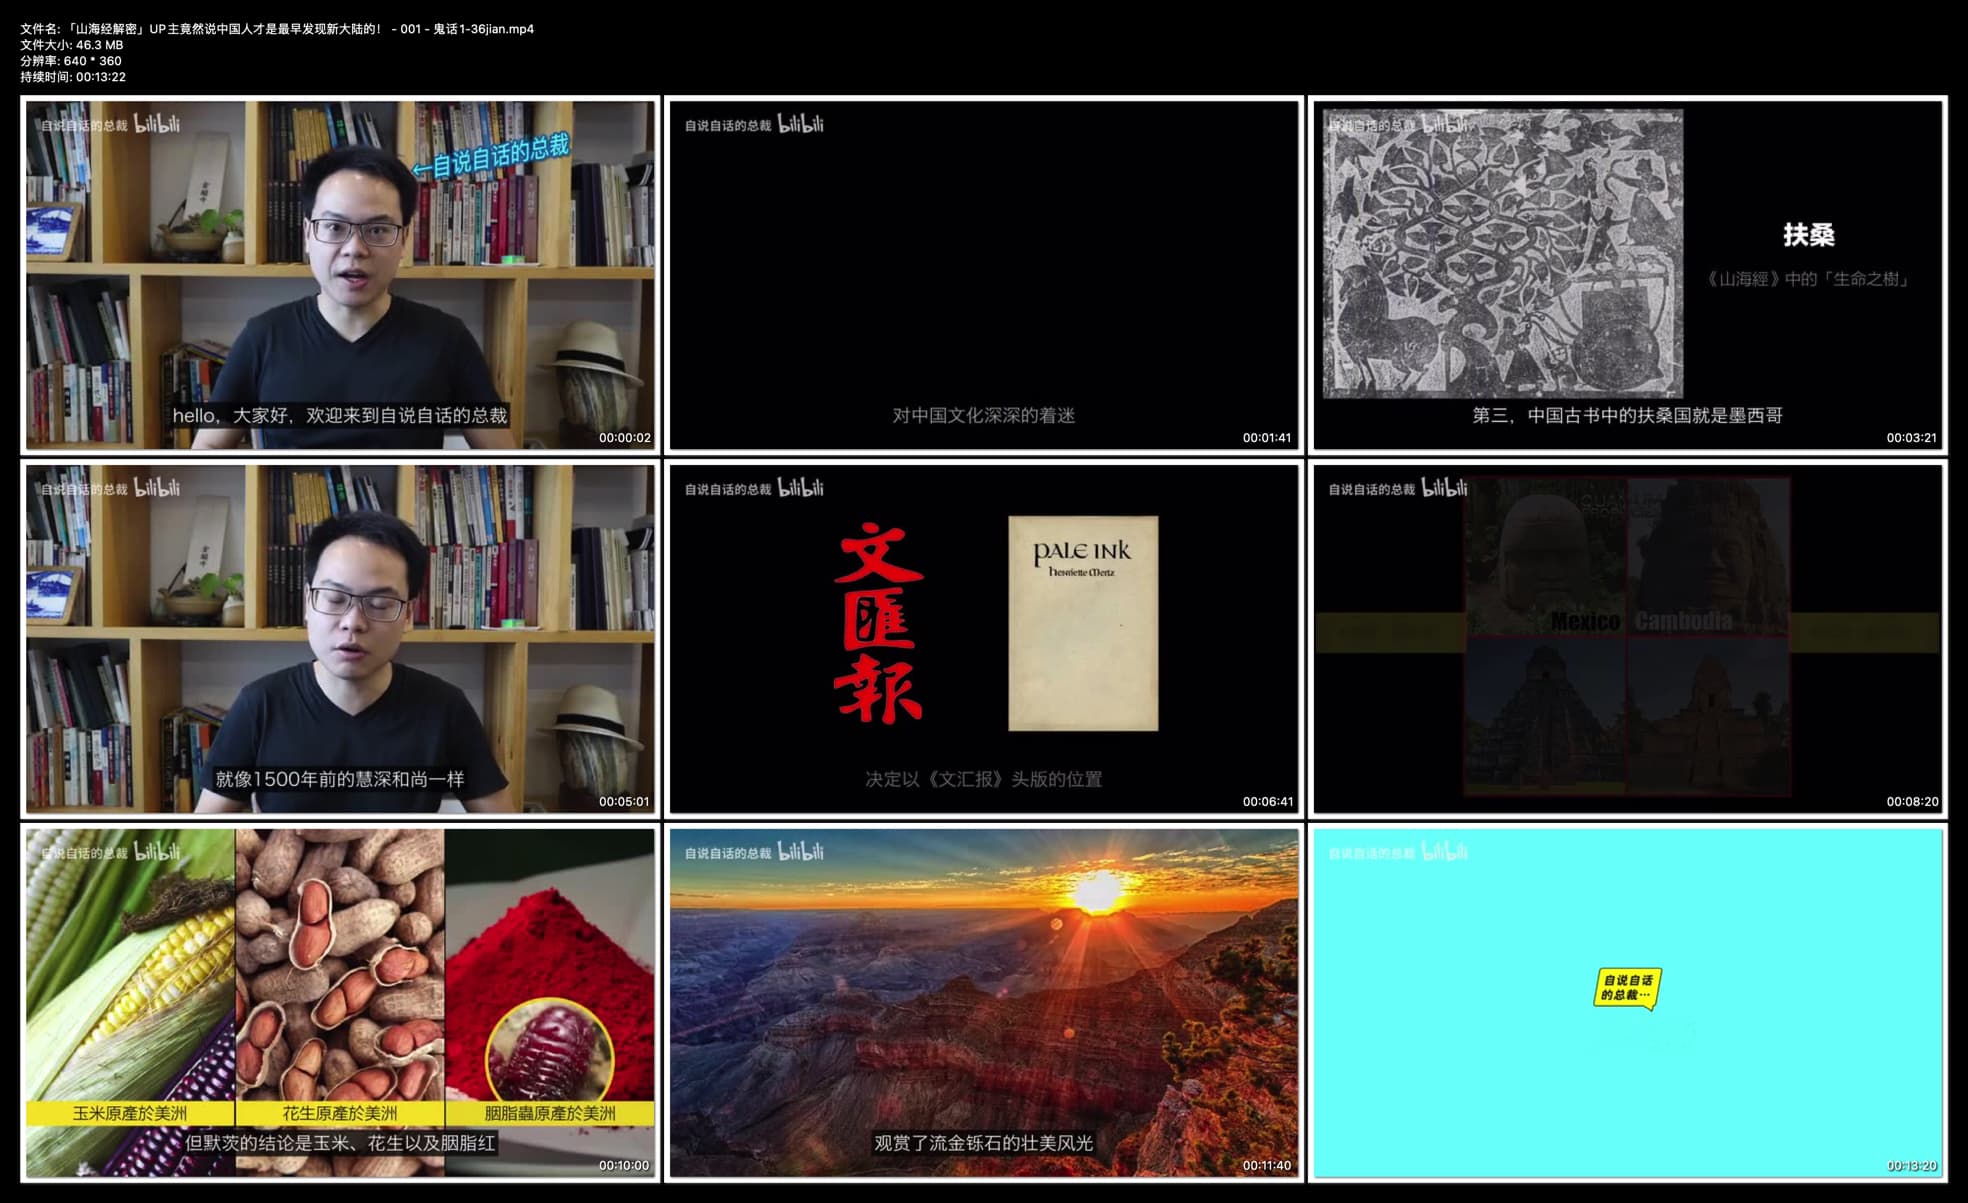 文件名: 「山海经解密」UP主竟然说中国人才是最早发现新大陆的！ - 001 - 鬼话1-36jian.mp4
文件大小: 46.3 MB
分辨率: 640 * 360
持续时间: 00:13:22
自说自话的总裁 bilibili
←自说自话的总裁
hello，大家好，欢迎来到自说自话的总裁
00:00:02
自说自话的总裁 bilibili
对中国文化深深的着迷
00:01:41
自说自话的总裁 bilibili
扶桑
《山海經》中的「生命之樹」
第三，中国古书中的扶桑国就是墨西哥
00:03:21
自说自话的总裁 bilibili
就像1500年前的慧深和尚一样
00:05:01
自说自话的总裁 bilibili
文匯報
PALE INK
Henriette Mertz
决定以《文汇报》头版的位置
00:06:41
自说自话的总裁 bilibili
Mexico
Cambodia
00:08:20
自说自话的总裁 bilibili
玉米原產於美洲
花生原產於美洲
胭脂蟲原產於美洲
但默茨的结论是玉米、花生以及胭脂红
00:10:00
自说自话的总裁 bilibili
观赏了流金铄石的壮美风光
00:11:40
自说自话的总裁 bilibili
自说自话
的总裁…
00:13:20